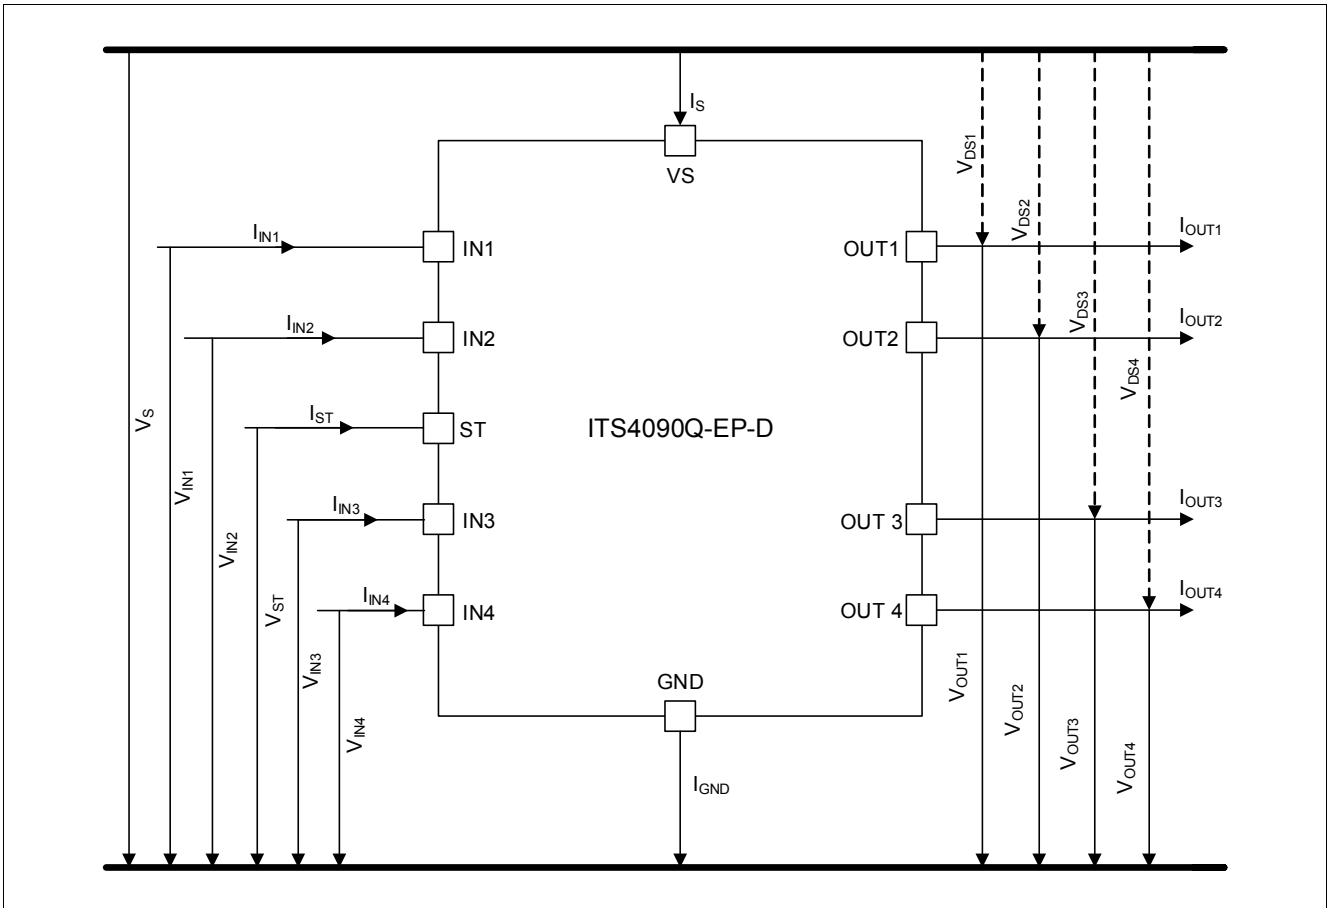 I_S
VS
V_DS1
I_IN1
IN1
OUT1
V_DS2
I_OUT1
I_IN2
IN2
OUT2
V_DS3
I_OUT2
V_DS4
V_S
I_ST
ST
ITS4090Q-EP-D
V_IN1
I_IN3
IN3
OUT 3
I_OUT3
V_IN2
I_IN4
IN4
OUT 4
I_OUT4
V_ST
V_IN3
GND
V_OUT1
V_IN4
V_OUT2
V_OUT3
V_OUT4
I_GND